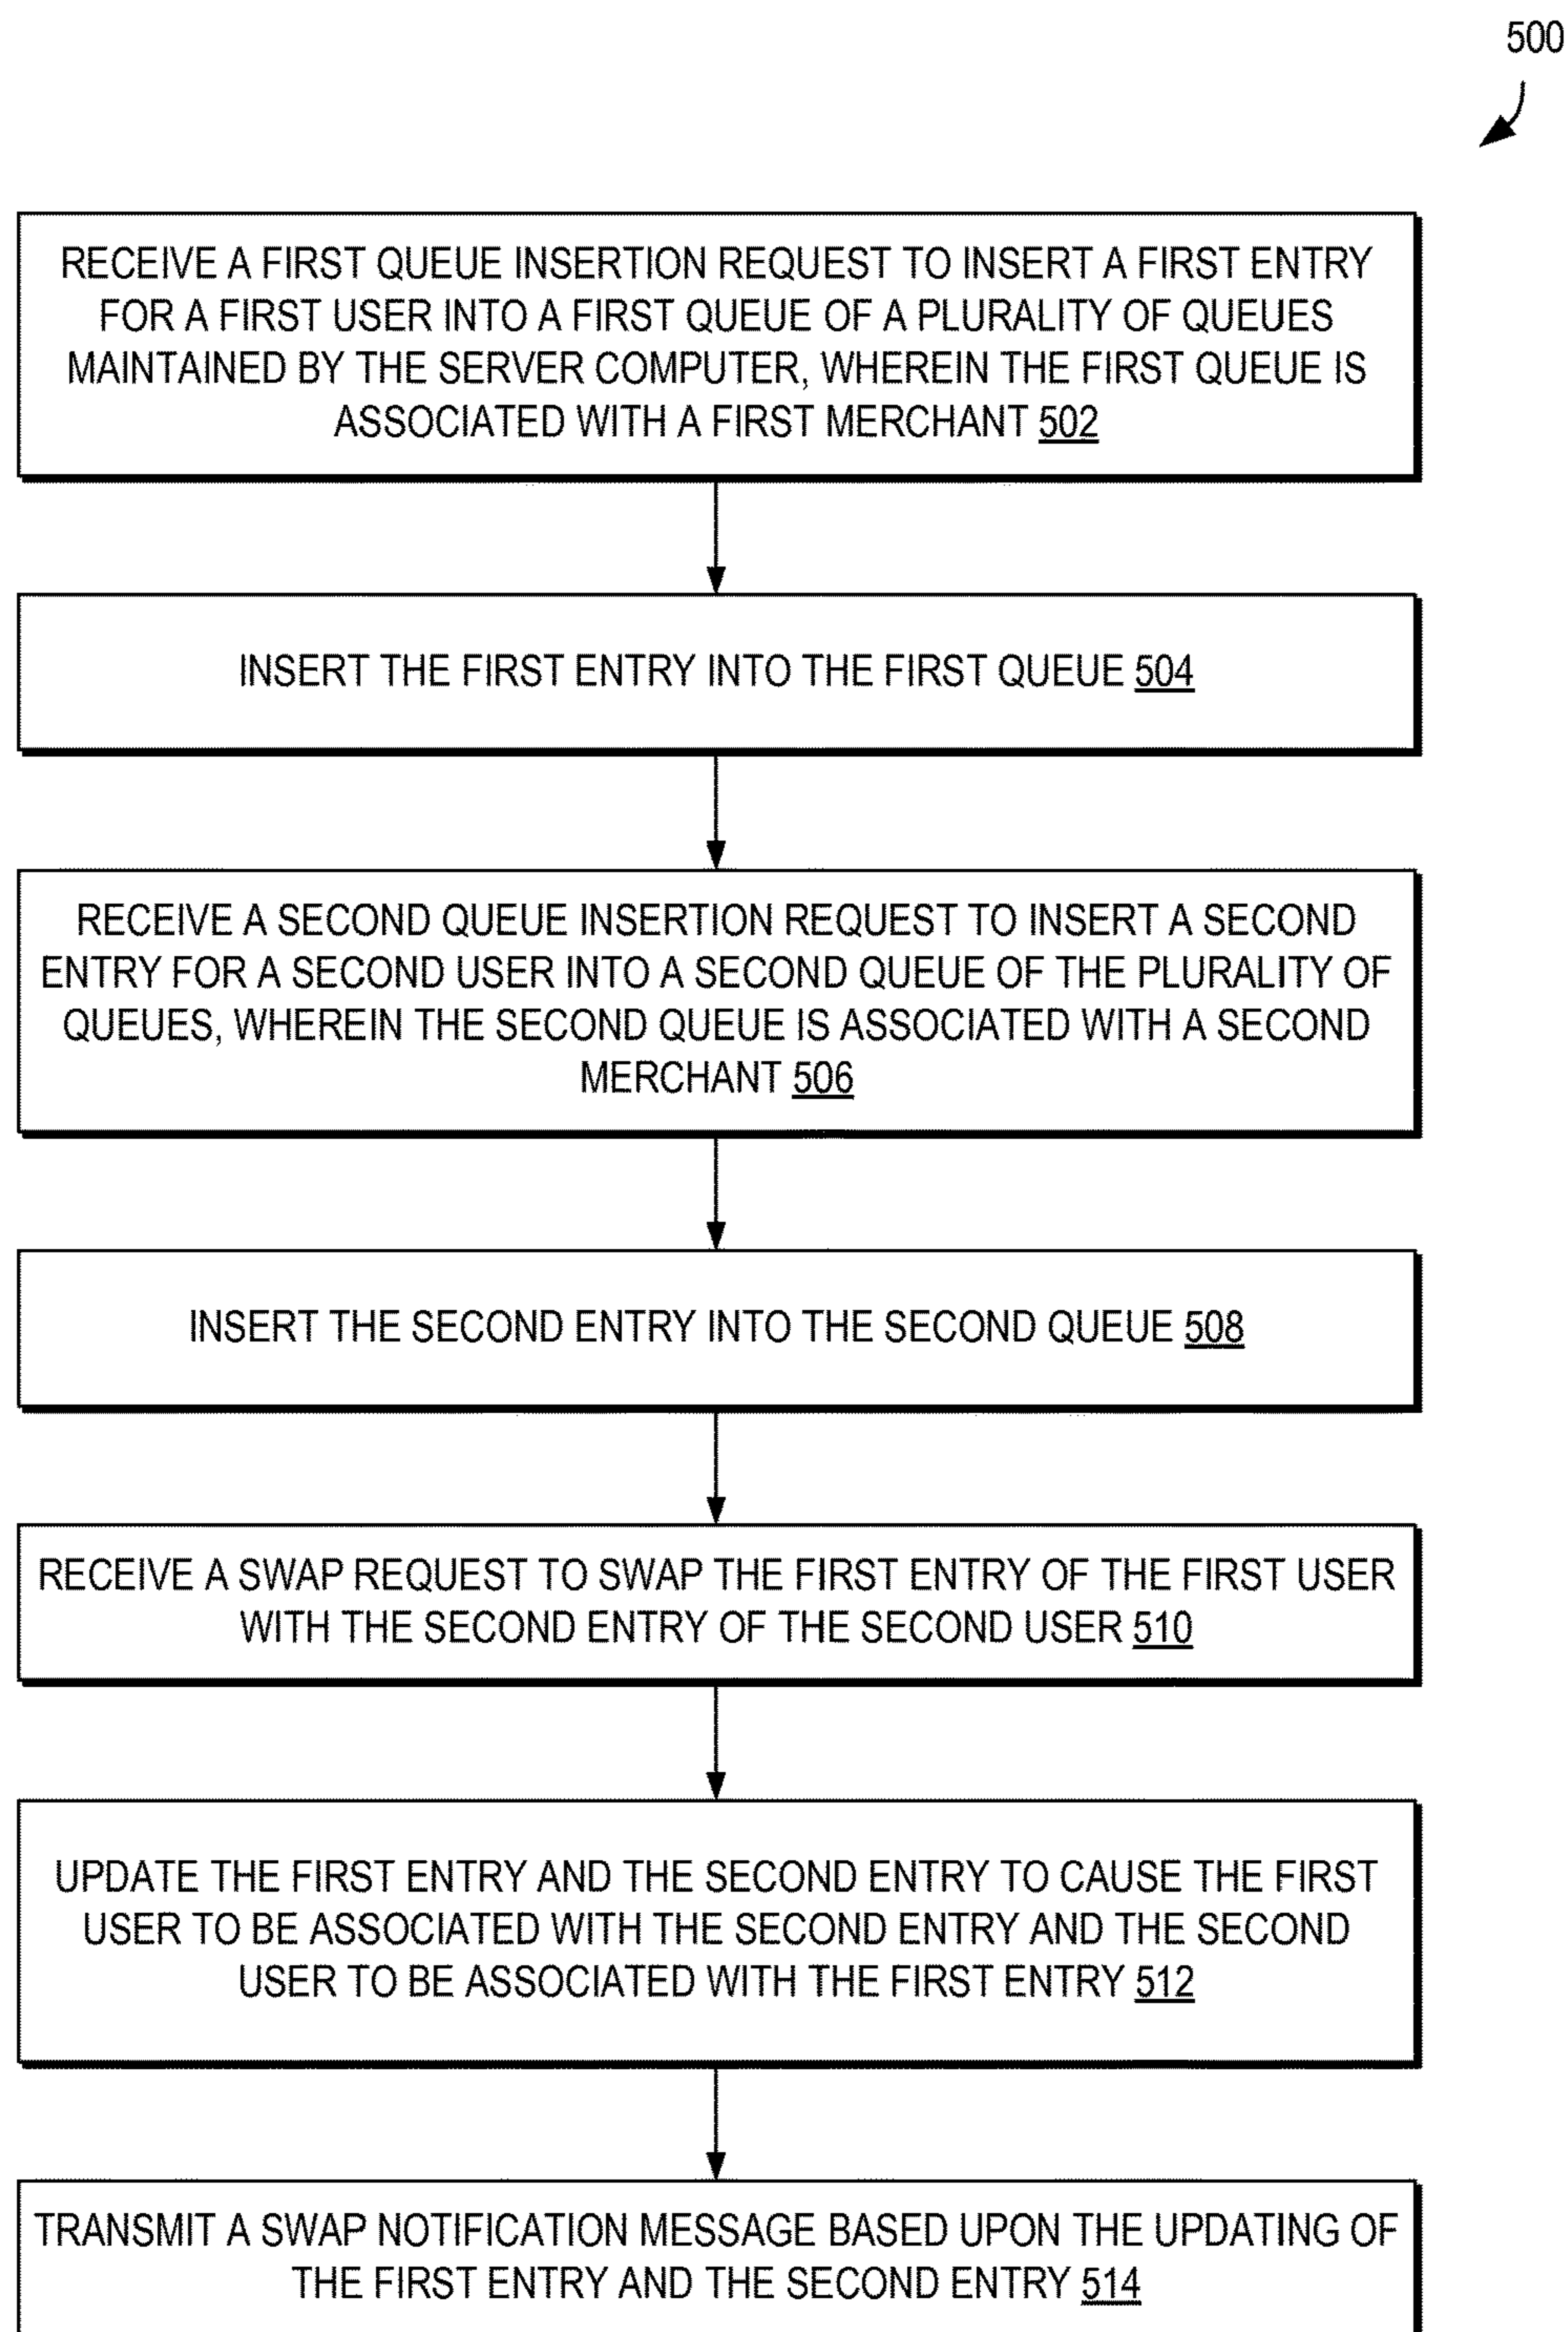 500
RECEIVE A FIRST QUEUE INSERTION REQUEST TO INSERT A FIRST ENTRY
FOR A FIRST USER INTO A FIRST QUEUE OF A PLURALITY OF QUEUES
MAINTAINED BY THE SERVER COMPUTER, WHEREIN THE FIRST QUEUE IS
ASSOCIATED WITH A FIRST MERCHANT 502
INSERT THE FIRST ENTRY INTO THE FIRST QUEUE 504
RECEIVE A SECOND QUEUE INSERTION REQUEST TO INSERT A SECOND
ENTRY FOR A SECOND USER INTO A SECOND QUEUE OF THE PLURALITY OF
QUEUES, WHEREIN THE SECOND QUEUE IS ASSOCIATED WITH A SECOND
MERCHANT 506
INSERT THE SECOND ENTRY INTO THE SECOND QUEUE 508
RECEIVE A SWAP REQUEST TO SWAP THE FIRST ENTRY OF THE FIRST USER
WITH THE SECOND ENTRY OF THE SECOND USER 510
UPDATE THE FIRST ENTRY AND THE SECOND ENTRY TO CAUSE THE FIRST
USER TO BE ASSOCIATED WITH THE SECOND ENTRY AND THE SECOND
USER TO BE ASSOCIATED WITH THE FIRST ENTRY 512
TRANSMIT A SWAP NOTIFICATION MESSAGE BASED UPON THE UPDATING OF
THE FIRST ENTRY AND THE SECOND ENTRY 514